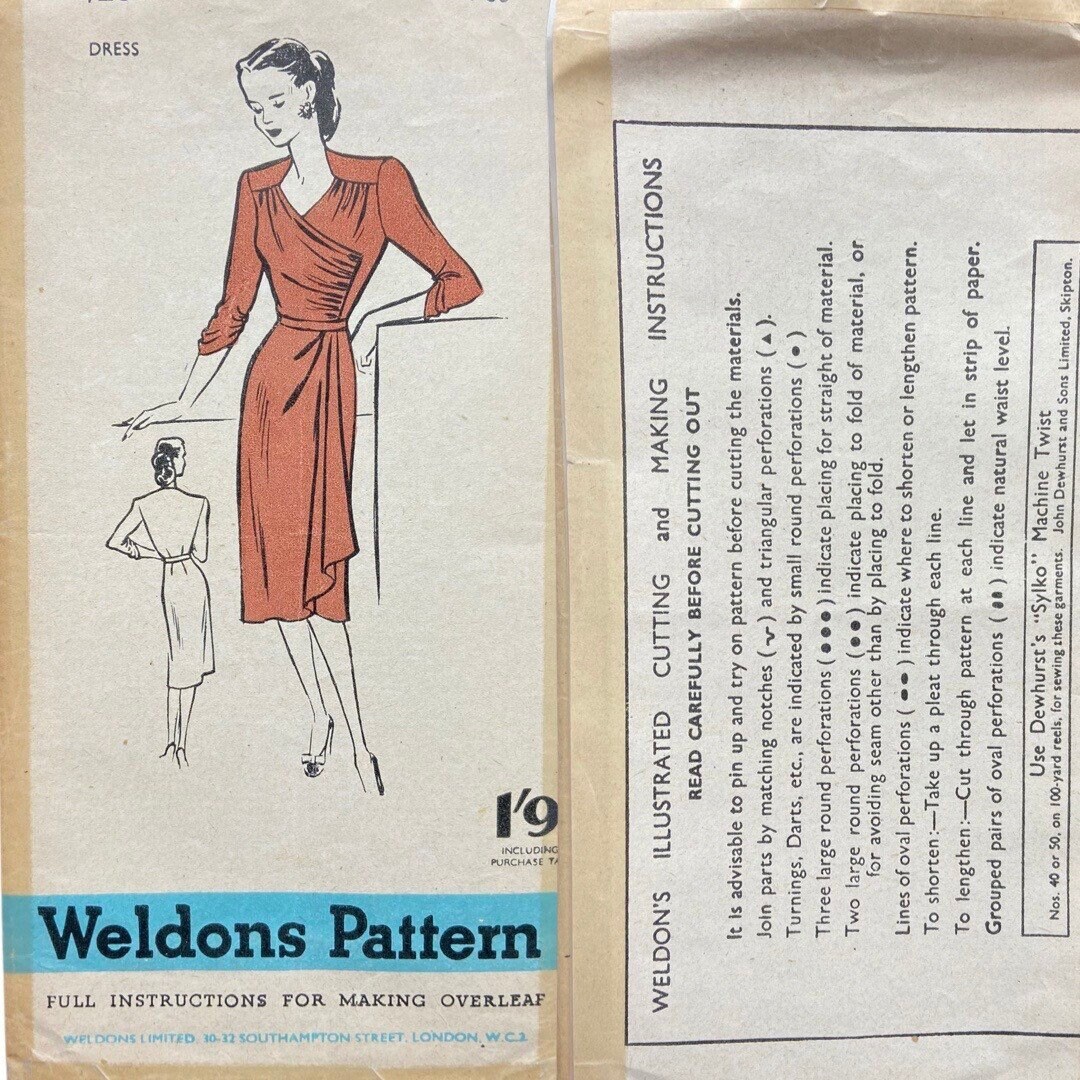 DRESS
1'9
INCLUDING
PURCHASE
Weldons Pattern
FULL INSTRUCTIONS FOR MAKING OVERLEAF
WELDONS LIMITED, 30-32 SOUTHAMPTON STREET, LONDON, W.C.2
WELDON'S ILLUSTRATED CUTTING and MAKING INSTRUCTIONS
READ CAREFULLY BEFORE CUTTING OUT
It is advisable to pin up and try on pattern before cutting the materials.
Join parts by matching notches ( ) and triangular perforations (▲).
Turnings, Darts, etc., are indicated by small round perforations (•)
Three large round perforations (●●●) indicate placing for straight of material.
Two large round perforations (●●) indicate placing to fold of material, or
for avoiding seam other than by placing to fold.
Lines of oval perforations ( ) indicate where to shorten or lengthen pattern.
To shorten:—Take up a pleat through each line.
To lengthen:—Cut through pattern at each line and let in strip of paper.
Grouped pairs of oval perforations ( ) indicate natural waist level.
Use Dewhurst's "Sylko" Machine Twist
Nos. 40 or 50, on 100-yard reels, for sewing these garments. John Dewhurst and Sons Limited, Skipton.